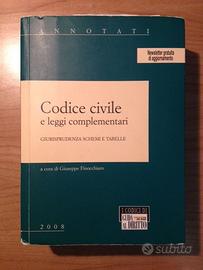 ANNOTATI
Newsletter gratuita
di aggiornamento
Codice civile
e leggi complementari
GIURISPRUDENZA SCHEMI E TABELLE
a cura di Giuseppe Finocchiaro
I CODICI DI
GUIDA
AL DIRITTO
2008
subito